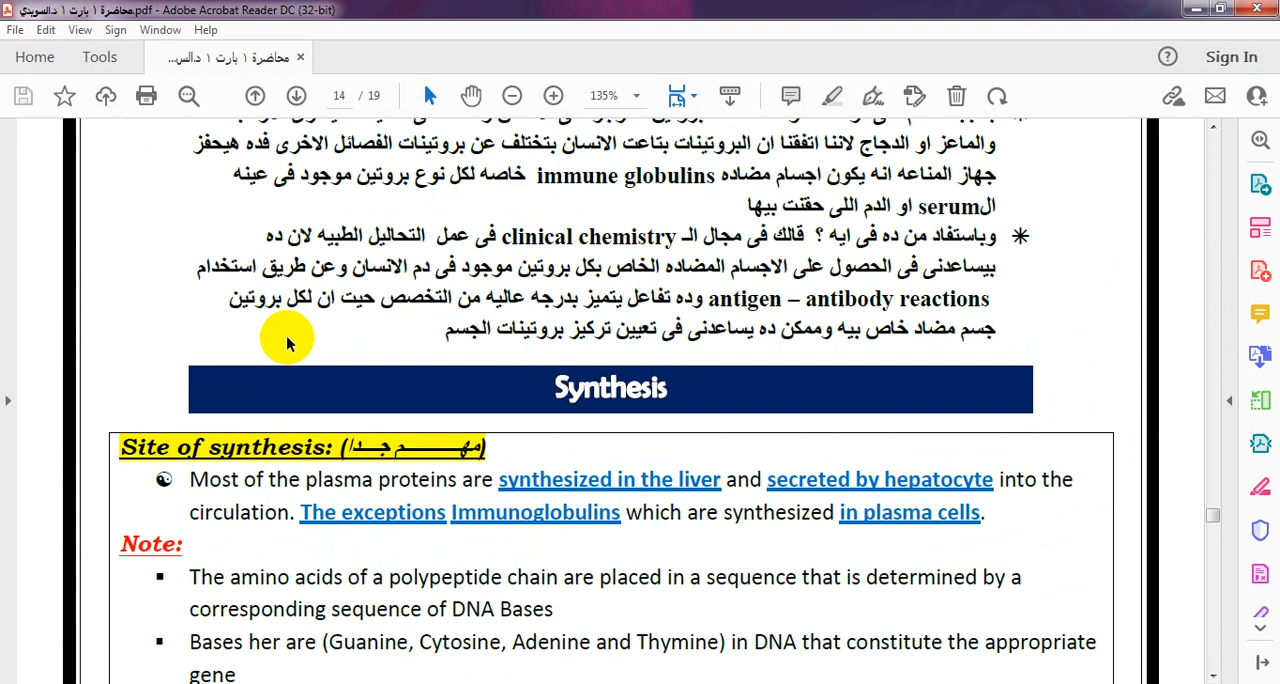 محاضرة ١ بارت ١ د.السويدي.pdf - Adobe Acrobat Reader DC (32-bit)
File Edit View Sign Window Help
Home Tools محاضرة ١ بارت ١ د.الس... × Sign In
14 / 19 135%
والماعز او الدجاج لاننا اتفقنا ان البروتينات بتاعت الانسان بتختلف عن بروتينات الفصائل الاخرى فده هيحفز
جهاز المناعه انه يكون اجسام مضاده immune globulins خاصه لكل نوع بروتين موجود فى عينه
الserum او الدم اللى حقنت بيها
وباستفاد من ده فى ايه ؟ قالك فى مجال الـ clinical chemistry فى عمل التحاليل الطبيه لان ده
بيساعدنى فى الحصول على الاجسام المضاده الخاص بكل بروتين موجود فى دم الانسان وعن طريق استخدام
antigen – antibody reactions وده تفاعل يتميز بدرجه عاليه من التخصص حيت ان لكل بروتين
جسم مضاد خاص بيه وممكن ده يساعدنى فى تعيين تركيز بروتينات الجسم
Synthesis
Site of synthesis: (مهـــــم جــدا)
Most of the plasma proteins are synthesized in the liver and secreted by hepatocyte into the
circulation. The exceptions Immunoglobulins which are synthesized in plasma cells.
Note:
The amino acids of a polypeptide chain are placed in a sequence that is determined by a
corresponding sequence of DNA Bases
Bases her are (Guanine, Cytosine, Adenine and Thymine) in DNA that constitute the appropriate
gene